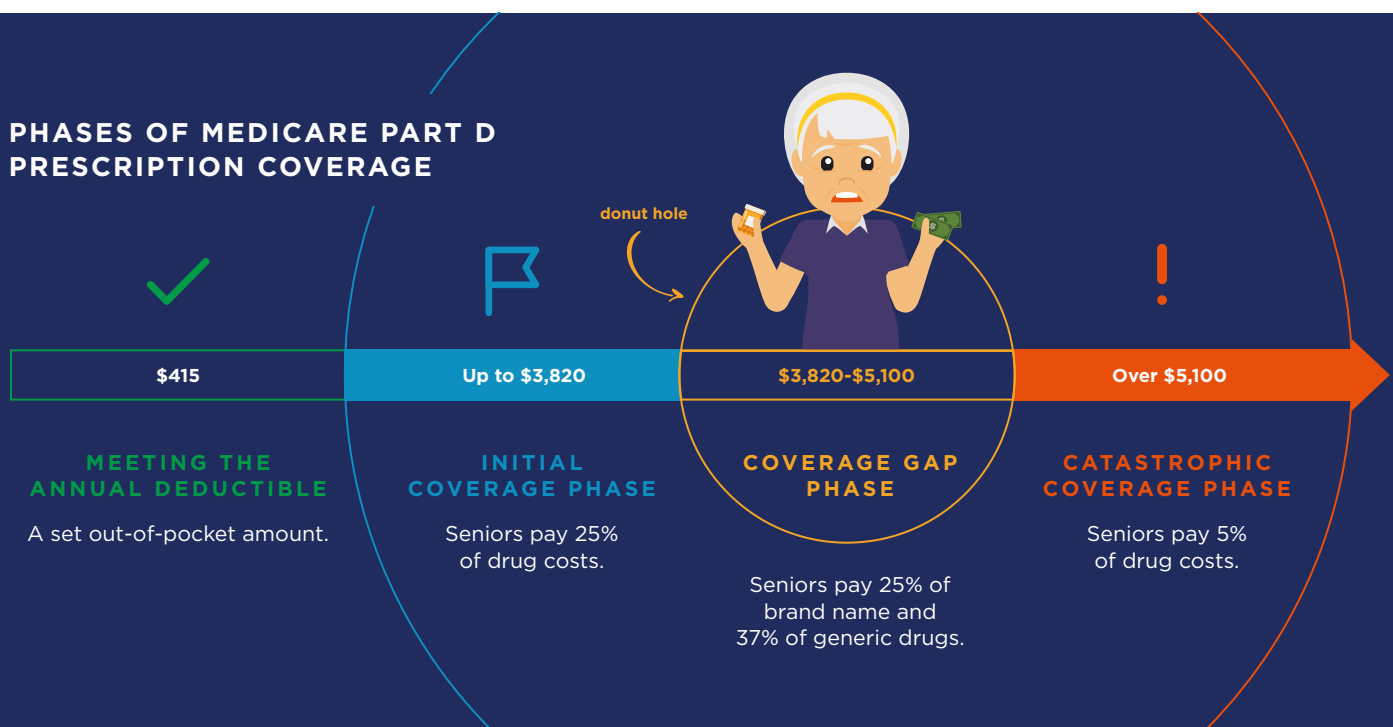 PHASES OF MEDICARE PART D
PRESCRIPTION COVERAGE
donut hole
$415
Up to $3,820
$3,820-$5,100
Over $5,100
MEETING THE
ANNUAL DEDUCTIBLE
A set out-of-pocket amount.
INITIAL
COVERAGE PHASE
Seniors pay 25%
of drug costs.
COVERAGE GAP
PHASE
Seniors pay 25% of
brand name and
37% of generic drugs.
CATASTROPHIC
COVERAGE PHASE
Seniors pay 5%
of drug costs.